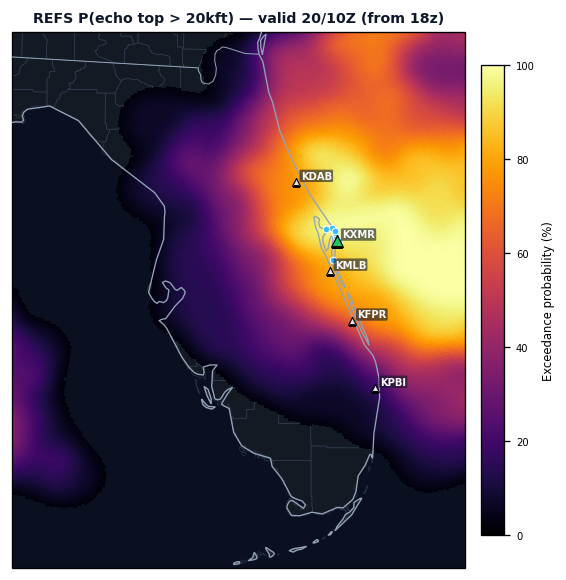 REFS P(echo top > 20kft) — valid 20/10Z (from 18z)
KDAB
KXMR
KMLB
KFPR
KPBI
100
80
60
40
20
0
Exceedance probability (%)